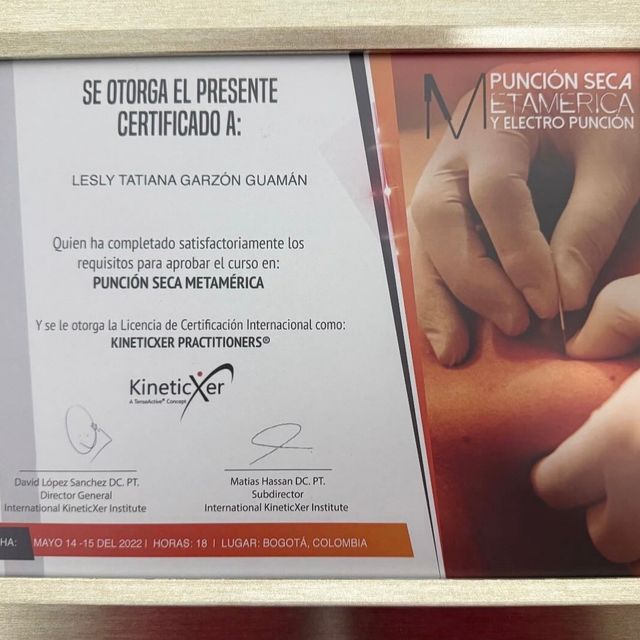 SE OTORGA EL PRESENTE
CERTIFICADO A:
LESLY TATIANA GARZÓN GUAMÁN
Quien ha completado satisfactoriamente los
requisitos para aprobar el curso en:
PUNCIÓN SECA METAMÉRICA
Y se le otorga la Licencia de Certificación Internacional como:
KINETICXER PRACTITIONERS®
KineticXer
A TenseActive® Concept
David López Sanchez DC. PT.
Director General
International KineticXer Institute
Matias Hassan DC. PT.
Subdirector
International KineticXer Institute
HA: MAYO 14 -15 DEL 2022 I HORAS: 18 I LUGAR: BOGOTÁ, COLOMBIA
PUNCIÓN SECA
METAMERICA
Y ELECTRO PUNCIÓN